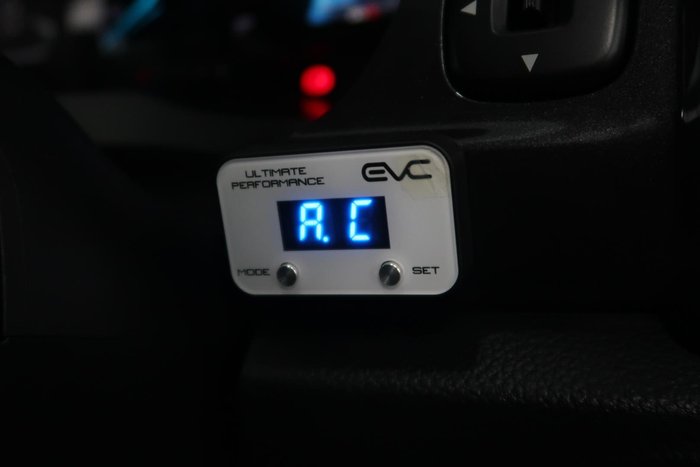 ULTIMATE
PERFORMANCE
EVC
A.C
MODE
SET